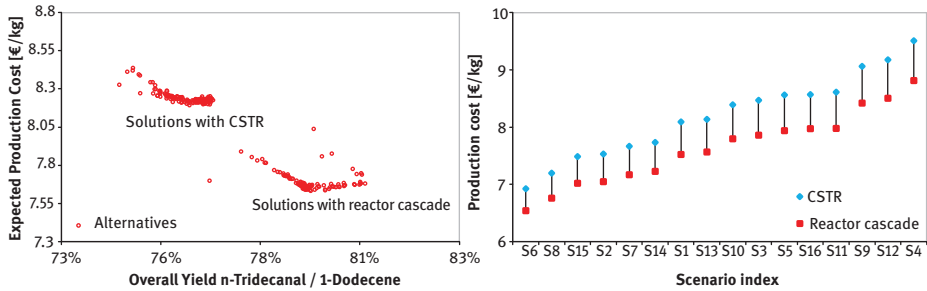 Expected Production Cost [€/kg]
8.8
8.55
8.3
8.05
7.8
7.55
7.3
Solutions with CSTR
Solutions with reactor cascade
Alternatives
73%
76%
78%
81%
83%
Overall Yield n-Tridecanal / 1-Dodecene
Production cost [€/kg]
10
9
8
7
6
CSTR
Reactor cascade
S6 S8 S15 S2 S7 S14 S1 S13 S10 S3 S5 S16 S11 S9 S12 S4
Scenario index